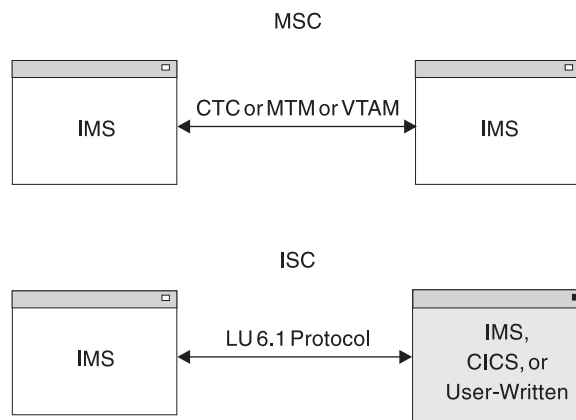 MSC
IMS
CTC or MTM or VTAM
IMS
ISC
IMS
LU 6.1 Protocol
IMS,
CICS, or
User-Written